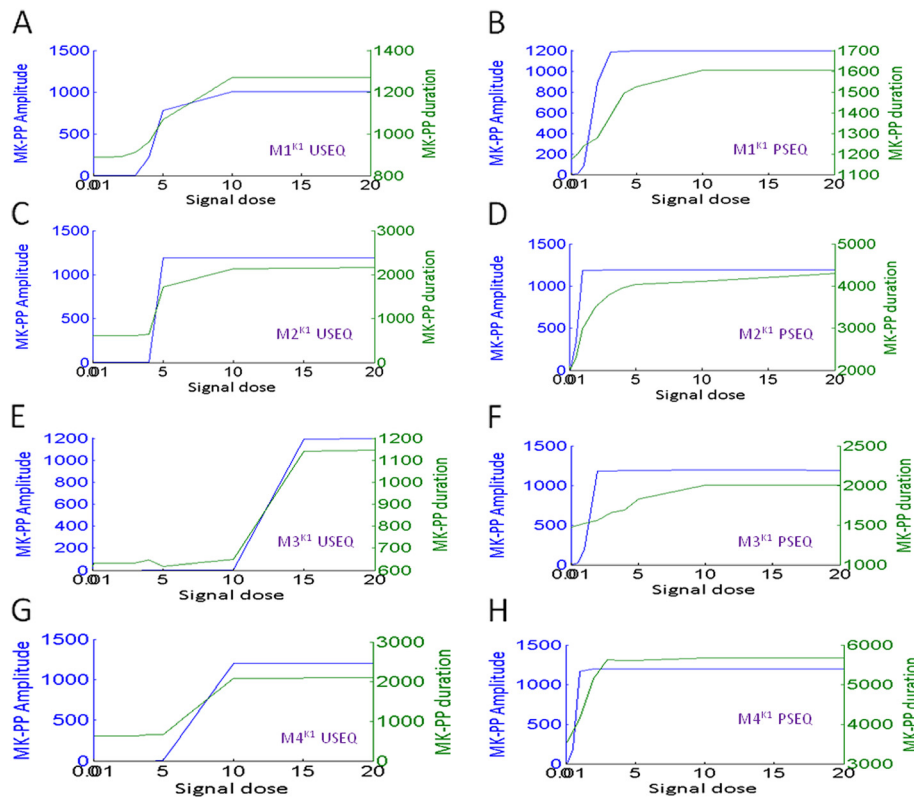 A
MK-PP Amplitude
1500
1000
500
0
1400
1200
1000
800
MK-PP duration
M1K1 USEQ
0.01 5 10 15 20
Signal dose
B
MK-PP Amplitude
1200
1000
800
600
400
200
0
1700
1600
1500
1400
1300
1200
1100
MK-PP duration
M1K1 PSEQ
0.01 5 10 15 20
Signal dose
C
MK-PP Amplitude
1500
1000
500
0
3000
2000
1000
0
MK-PP duration
M2K1 USEQ
0.01 5 10 15 20
Signal dose
D
MK-PP Amplitude
1500
1000
500
0
5000
4000
3000
2000
MK-PP duration
M2K1 PSEQ
0.01 5 10 15 20
Signal dose
E
MK-PP Amplitude
1200
1000
800
600
400
200
0
1200
1100
1000
900
800
700
600
MK-PP duration
M3K1 USEQ
0.01 5 10 15 20
Signal dose
F
MK-PP Amplitude
1500
1000
500
0
2500
2000
1500
1000
MK-PP duration
M3K1 PSEQ
0.01 5 10 15 20
Signal dose
G
MK-PP Amplitude
1500
1000
500
0
3000
2000
1000
0
MK-PP duration
M4K1 USEQ
0.01 5 10 15 20
Signal dose
H
MK-PP Amplitude
1500
1000
500
0
6000
5000
4000
3000
MK-PP duration
M4K1 PSEQ
0.01 5 10 15 20
Signal dose